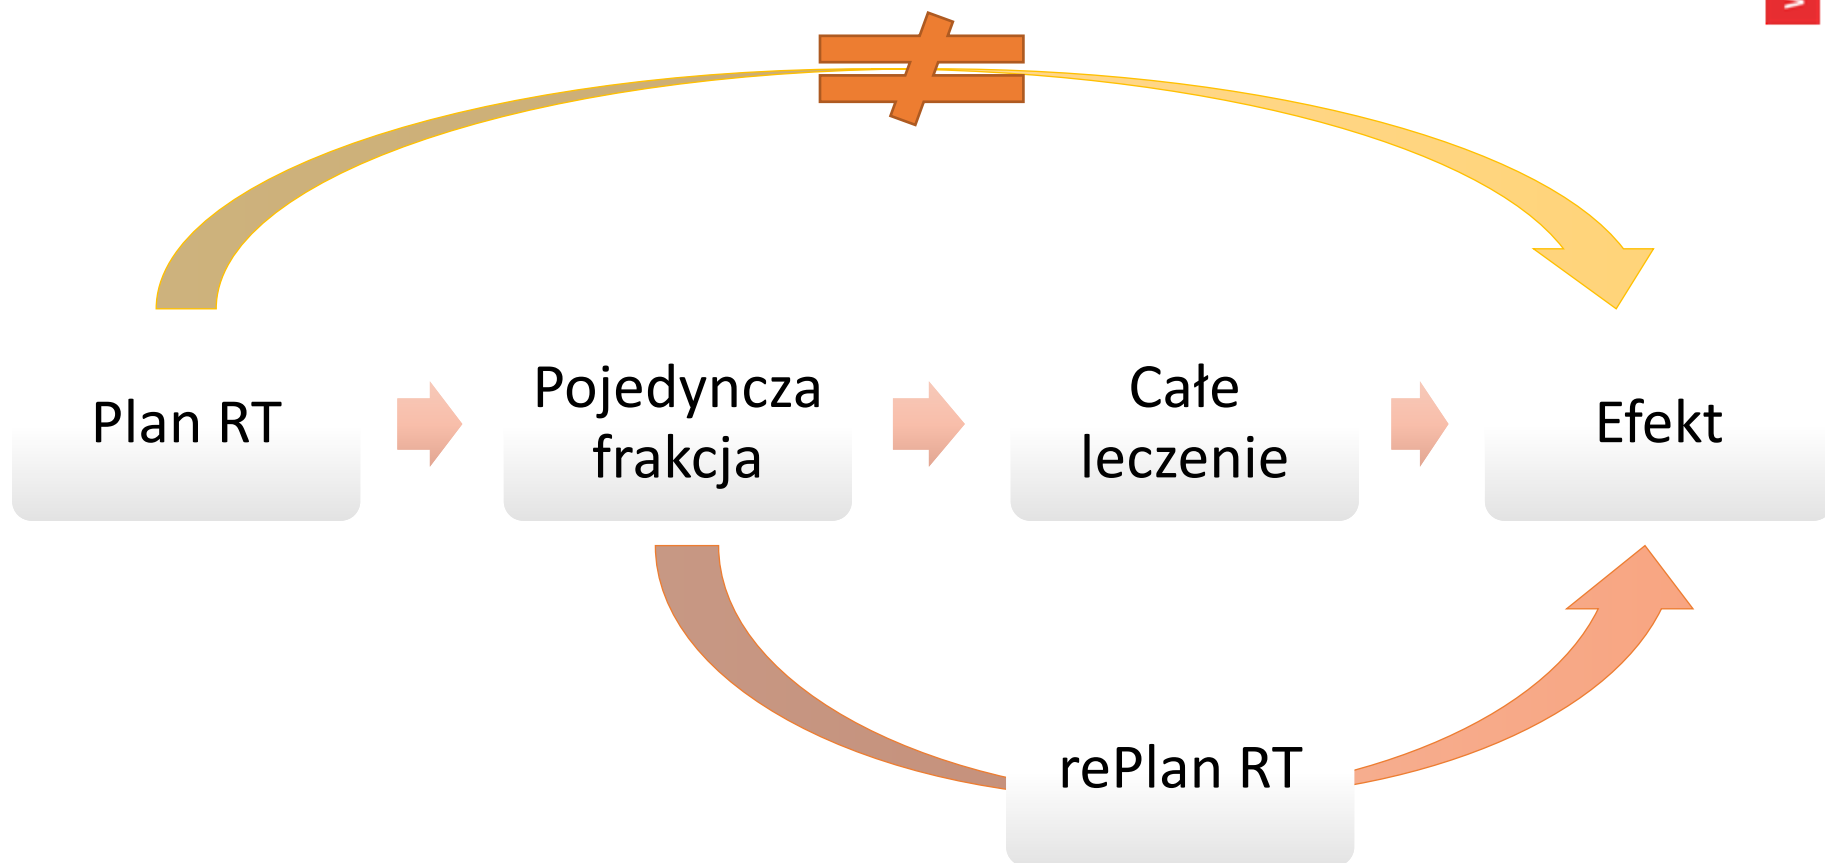 Plan RT
Pojedyncza
frakcja
Całe
leczenie
Efekt
rePlan RT